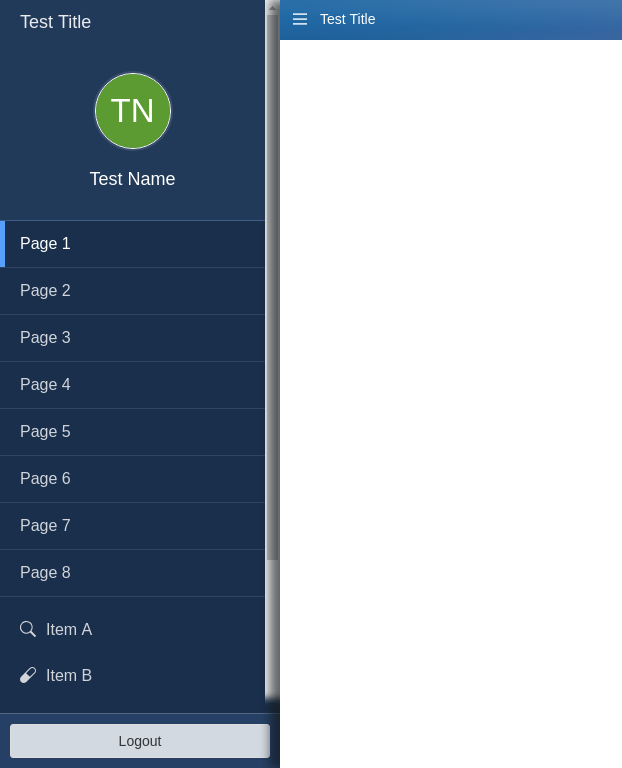 Test Title
TN
Test Name
Page 1
Page 2
Page 3
Page 4
Page 5
Page 6
Page 7
Page 8
Item A
Item B
Logout
Test Title